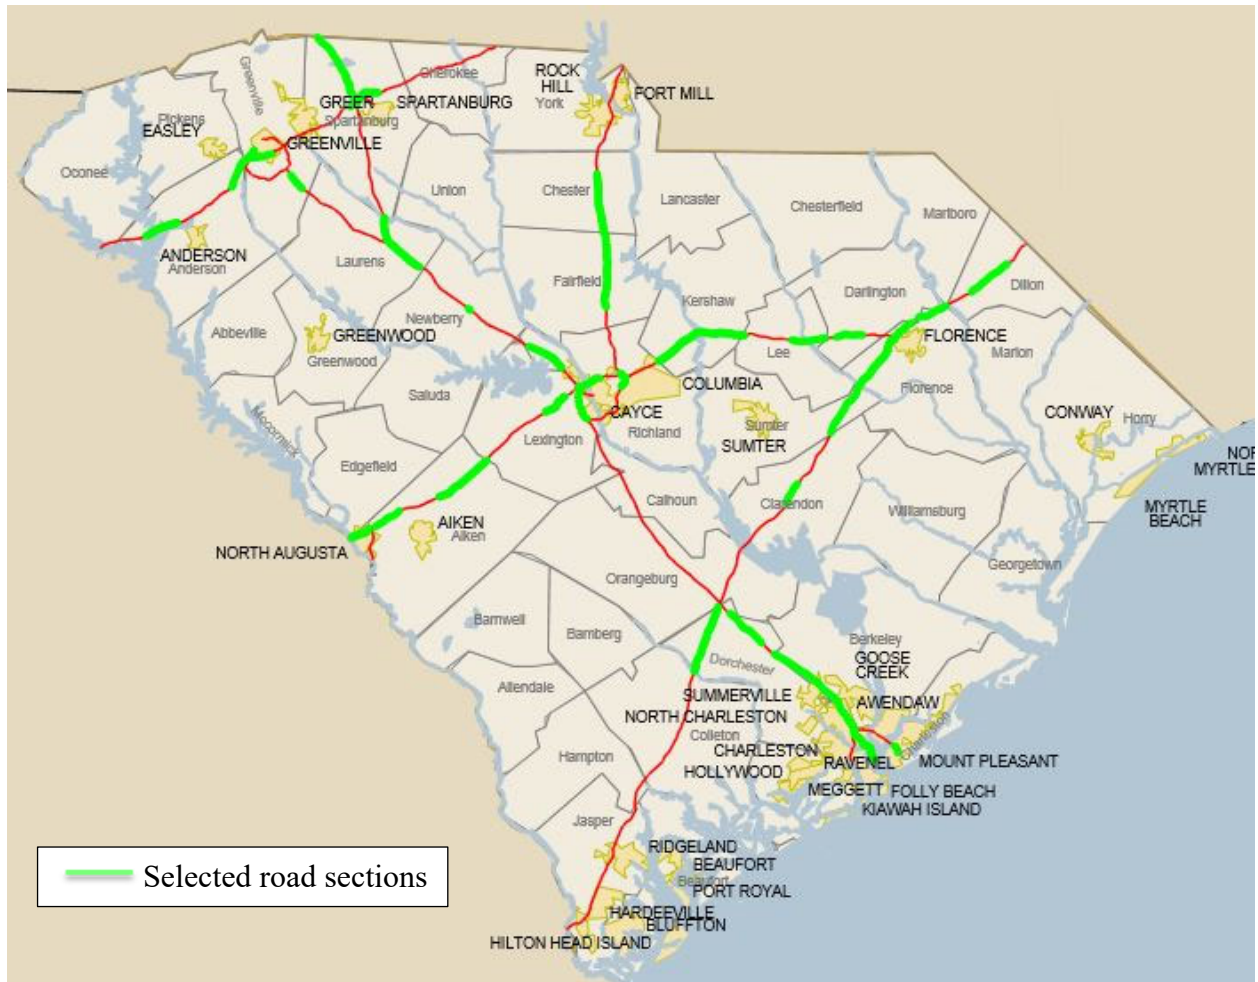 Greenville
Cherokee
ROCK
HILL
York
FORT MILL
GREER
SPARTANBURG
Pickens
Spartanburg
EASLEY
GREENVILLE
Oconee
Union
Chester
Lancaster
Chesterfield
Marlboro
ANDERSON
Anderson
Laurens
Fairfield
Kershaw
Darlington
Dillon
Abbeville
GREENWOOD
Greenwood
Newberry
Lee
FLORENCE
Marion
Saluda
COLUMBIA
Florence
McCormick
CAYCE
Richland
SUMTER
Sumter
CONWAY
Horry
NOR
MYRTLE
Edgefield
Lexington
Calhoun
Clarendon
Williamsburg
MYRTLE
BEACH
AIKEN
Aiken
NORTH AUGUSTA
Orangeburg
Georgetown
Barnwell
Bamberg
Berkeley
GOOSE
CREEK
Dorchester
Allendale
SUMMERVILLE
AWENDAW
NORTH CHARLESTON
Colleton
Charleston
Hampton
CHARLESTON
RAVENEL
MOUNT PLEASANT
HOLLYWOOD
MEGGETT
FOLLY BEACH
KIAWAH ISLAND
Jasper
RIDGELAND
BEAUFORT
Beaufort
PORT ROYAL
Selected road sections
HARDEEVILLE
BLUFFTON
HILTON HEAD ISLAND